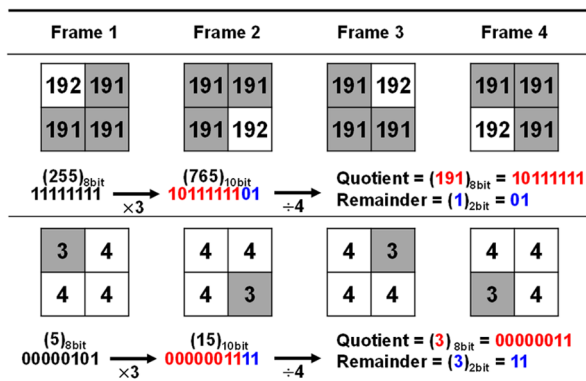 Frame 1 Frame 2 Frame 3 Frame 4
192 191 191 191 191 192 191 191
191 191 191 192 191 191 192 191
(255)8bit (765)10bit Quotient = (191)8bit = 10111111
11111111 ×3 1011111101 ÷4 Remainder = (1)2bit = 01
3 4 4 4 4 3 4 4
4 4 4 3 4 4 3 4
(5)8bit (15)10bit Quotient = (3)8bit = 00000011
00000101 ×3 0000001111 ÷4 Remainder = (3)2bit = 11